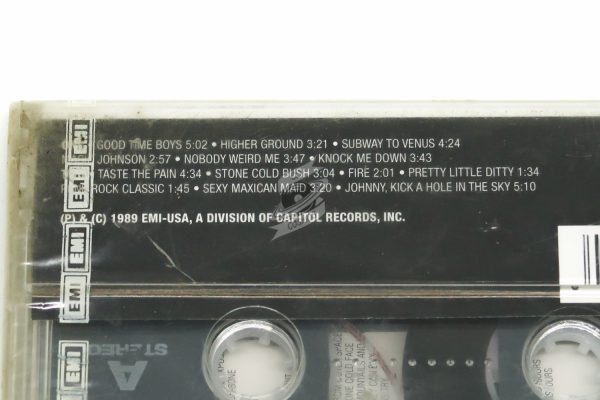 GOOD TIME BOYS 5:02 • HIGHER GROUND 3:21 • SUBWAY TO VENUS 4:24
JOHNSON 2:57 • NOBODY WEIRD ME 3:47 • KNOCK ME DOWN 3:43
TASTE THE PAIN 4:34 • STONE COLD BUSH 3:04 • FIRE 2:01 • PRETTY LITTLE DITTY 1:34
ROCK CLASSIC 1:45 • SEXY MAXICAN MAID 3:20 • JOHNNY, KICK A HOLE IN THE SKY 5:10
(P) & (C) 1989 EMI-USA, A DIVISION OF CAPITOL RECORDS, INC.
EMI
EMI
EMI
EMI
EMI
EMI
A
STEREO